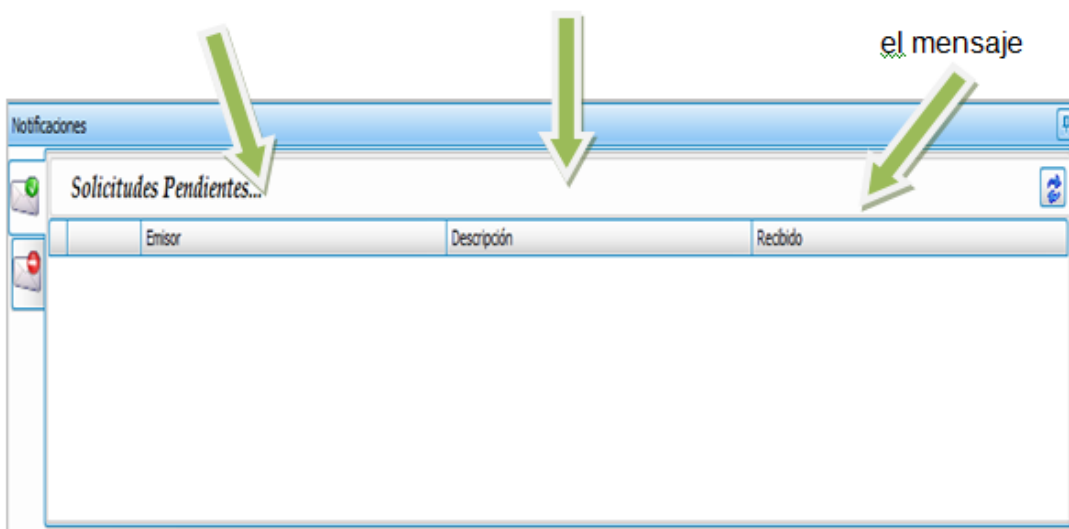 el mensaje
Notificaciones
Solicitudes Pendientes...
Emisor Descripción Recibido